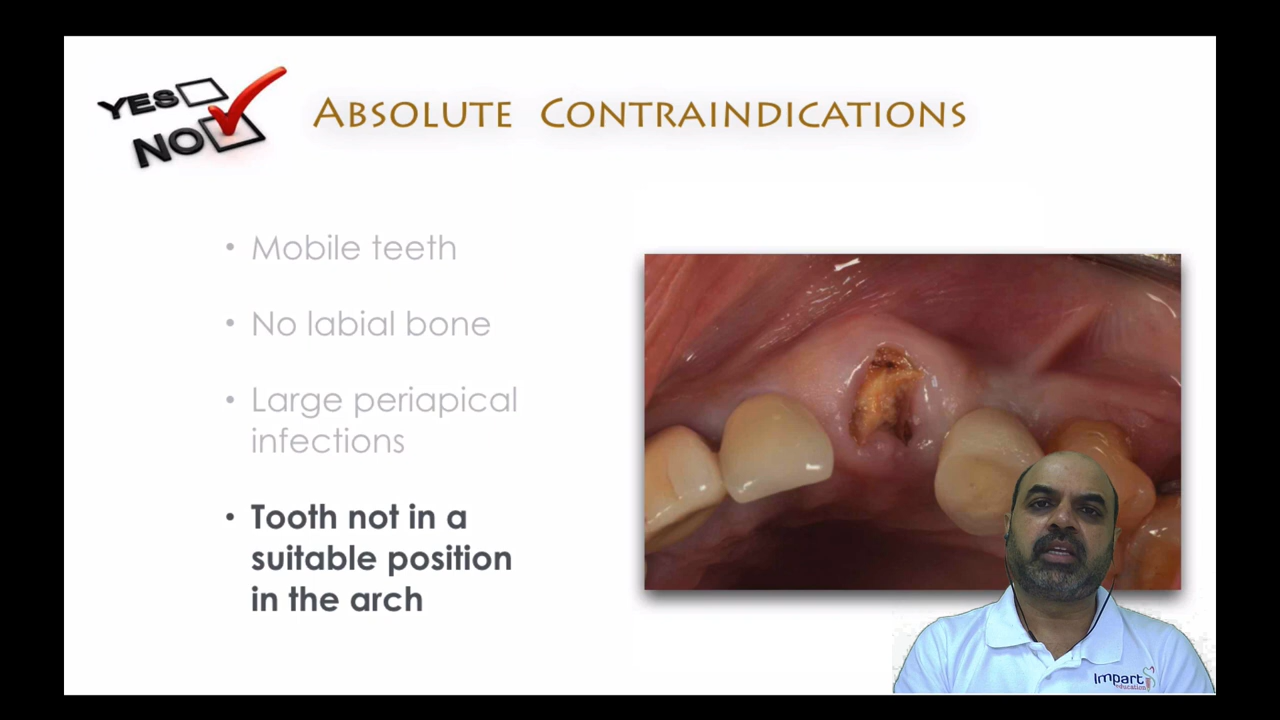 YES
NO
ABSOLUTE CONTRAINDICATIONS
• Mobile teeth
• No labial bone
• Large periapical
infections
• Tooth not in a
suitable position
in the arch
Impart
education